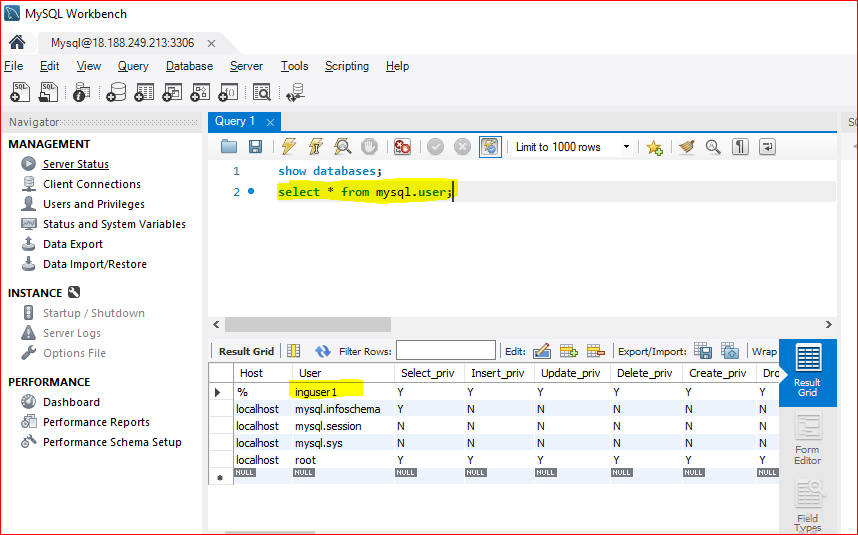 MySQL Workbench
Mysql@18.188.249.213:3306
File Edit View Query Database Server Tools Scripting Help
Navigator
MANAGEMENT
Server Status
Client Connections
Users and Privileges
Status and System Variables
Data Export
Data Import/Restore
INSTANCE
Startup / Shutdown
Server Logs
Options File
PERFORMANCE
Dashboard
Performance Reports
Performance Schema Setup
Query 1
Limit to 1000 rows
1 show databases;
2 select * from mysql.user;
Result Grid Filter Rows: Edit: Export/Import: Wrap
Host User Select_priv Insert_priv Update_priv Delete_priv Create_priv Dro
% inguser1 Y Y Y Y Y Y
localhost mysql.infoschema Y N N N N N
localhost mysql.session N N N N N N
localhost mysql.sys N N N N N N
localhost root Y Y Y Y Y Y
NULL NULL NULL NULL NULL NULL NULL NULL
Result
Grid
Form
Editor
Field
Types